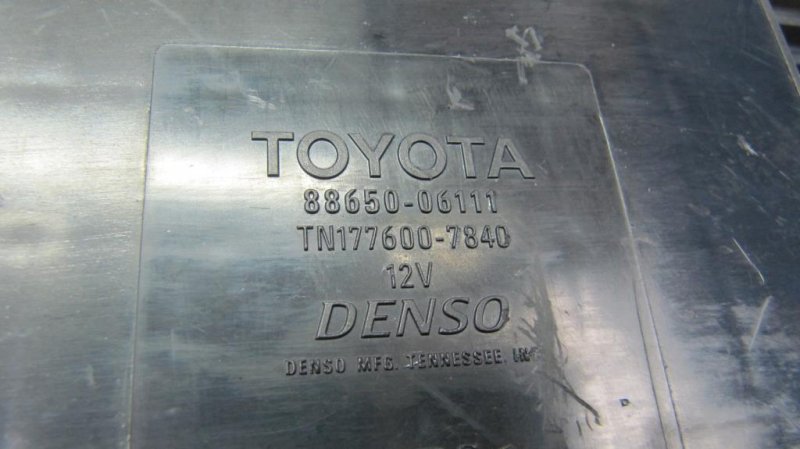 TOYOTA
88650-06111
TN177600-7840
12V
DENSO
DENSO MFG. TENNESSEE, INC.